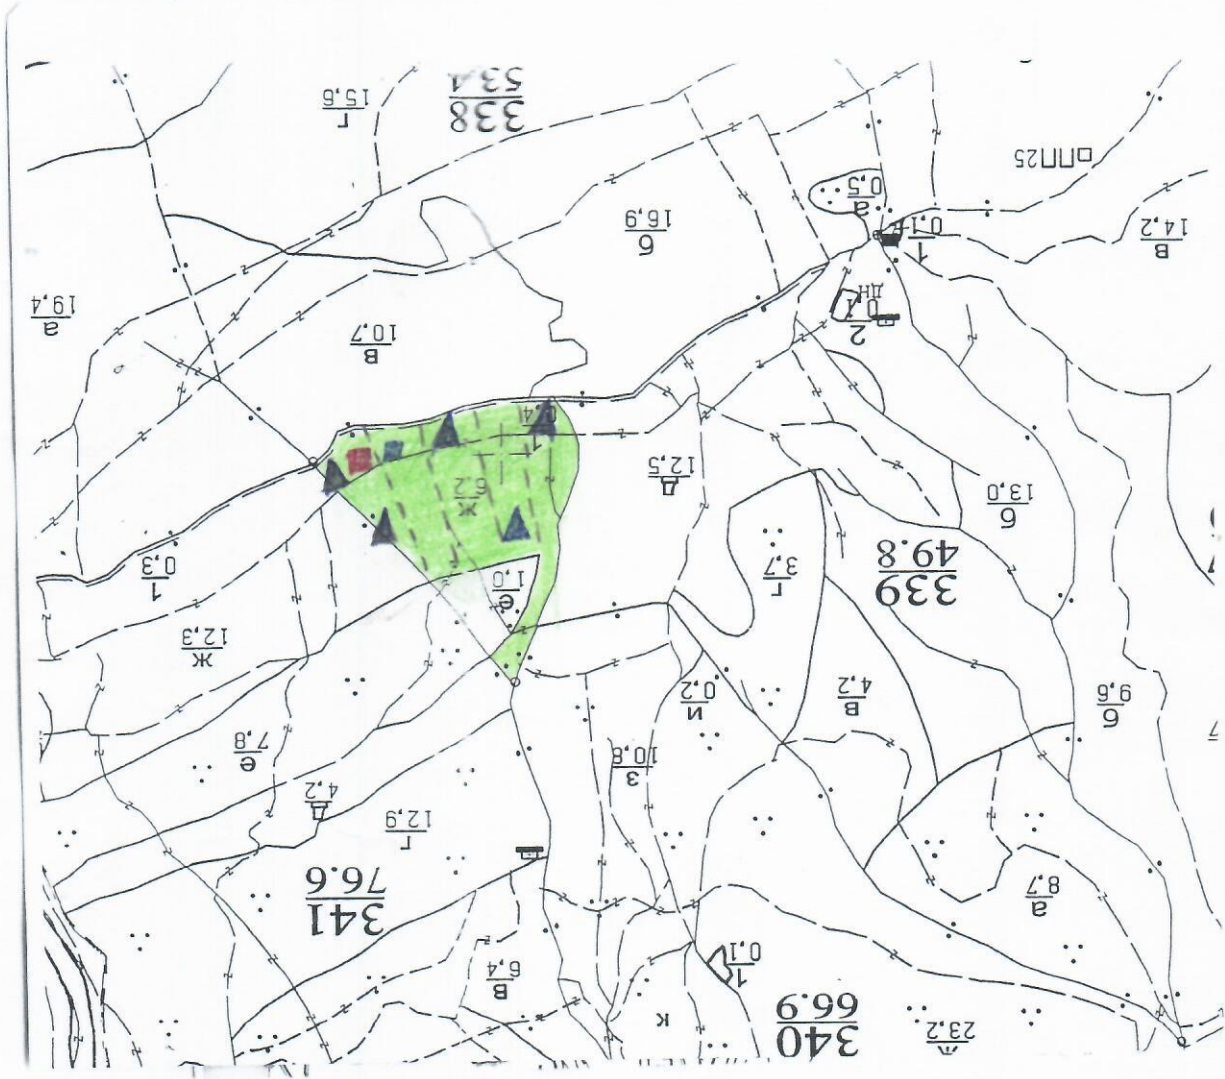 23,2
340
66.9
к
1
0,1
в
6,4
а
8,7
341
76.6
г
12,9
д
4,2
з
10,8
е
7,8
б
9,6
в
4,2
и
0,2
ж
12,3
339
49.8
г
3,7
е
1,0
1
0,3
б
13,0
д
12,5
ж
6.2
1
0,4
2
0,1
дн
в
10,7
а
19,4
в
14,2
1
0,1
б
16,9
а
0,5
ПП25
338
г
15,6